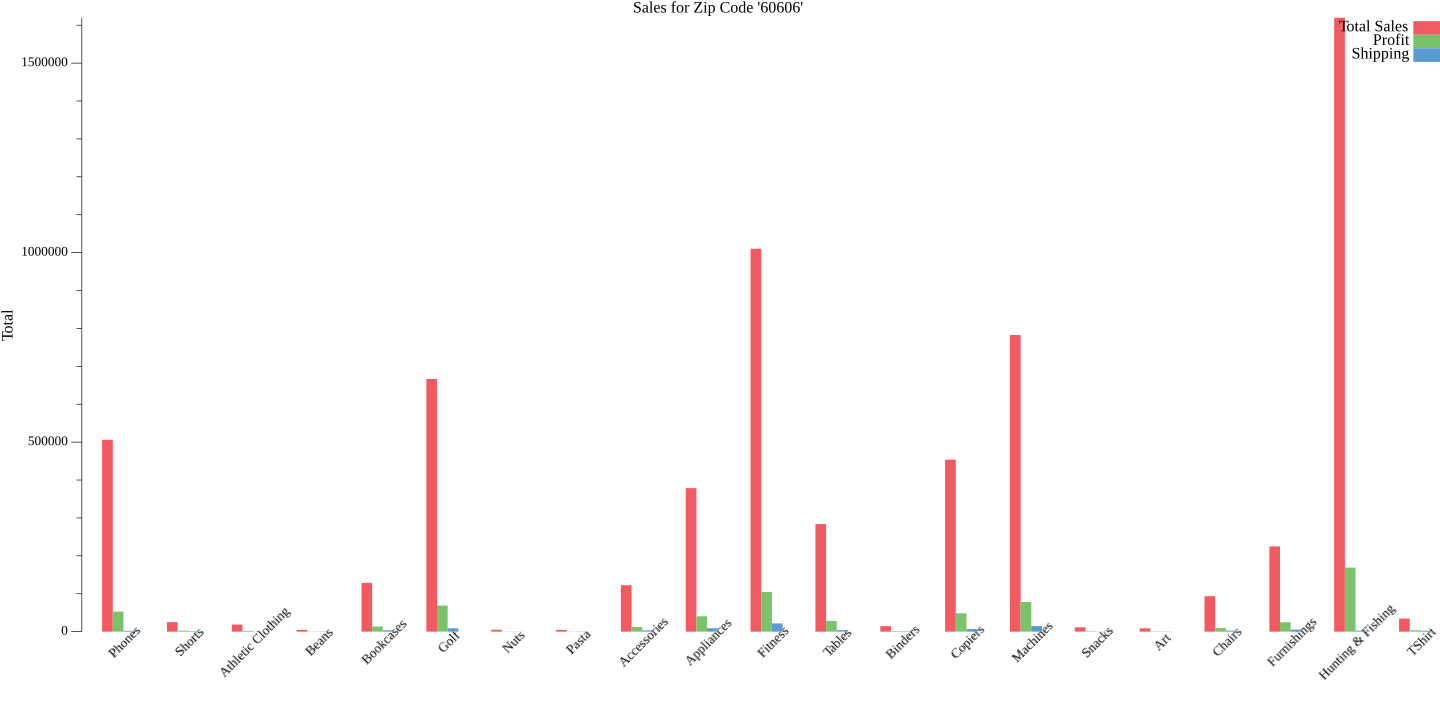 Sales for Zip Code '60606'
Total Sales
Profit
Shipping
1500000
1000000
500000
0
Total
Phones
Shorts
Athletic Clothing
Beans
Bookcases
Golf
Nuts
Pasta
Accessories
Appliances
Fitness
Tables
Binders
Copiers
Machines
Snacks
Art
Chairs
Furnishings
Hunting & Fishing
TShirt